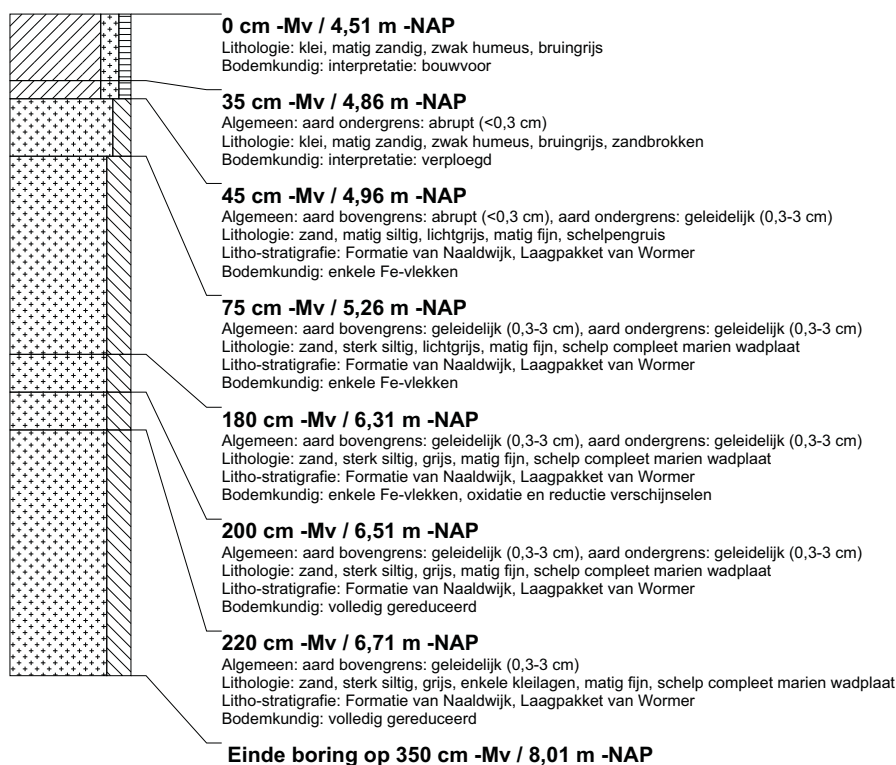 0 cm -Mv / 4,51 m -NAP
Lithologie: klei, matig zandig, zwak humeus, bruingrijs
Bodemkundig: interpretatie: bouwvoor
35 cm -Mv / 4,86 m -NAP
Algemeen: aard ondergrens: abrupt (<0,3 cm)
Lithologie: klei, matig zandig, zwak humeus, bruingrijs, zandbrokken
Bodemkundig: interpretatie: verploegd
45 cm -Mv / 4,96 m -NAP
Algemeen: aard bovengrens: abrupt (<0,3 cm), aard ondergrens: geleidelijk (0,3-3 cm)
Lithologie: zand, matig siltig, lichtgrijs, matig fijn, schelpengruis
Litho-stratigrafie: Formatie van Naaldwijk, Laagpakket van Wormer
Bodemkundig: enkele Fe-vlekken
75 cm -Mv / 5,26 m -NAP
Algemeen: aard bovengrens: geleidelijk (0,3-3 cm), aard ondergrens: geleidelijk (0,3-3 cm)
Lithologie: zand, sterk siltig, lichtgrijs, matig fijn, schelp compleet marien wadplaat
Litho-stratigrafie: Formatie van Naaldwijk, Laagpakket van Wormer
Bodemkundig: enkele Fe-vlekken
180 cm -Mv / 6,31 m -NAP
Algemeen: aard bovengrens: geleidelijk (0,3-3 cm), aard ondergrens: geleidelijk (0,3-3 cm)
Lithologie: zand, sterk siltig, grijs, matig fijn, schelp compleet marien wadplaat
Litho-stratigrafie: Formatie van Naaldwijk, Laagpakket van Wormer
Bodemkundig: enkele Fe-vlekken, oxidatie en reductie verschijnselen
200 cm -Mv / 6,51 m -NAP
Algemeen: aard bovengrens: geleidelijk (0,3-3 cm), aard ondergrens: geleidelijk (0,3-3 cm)
Lithologie: zand, sterk siltig, grijs, matig fijn, schelp compleet marien wadplaat
Litho-stratigrafie: Formatie van Naaldwijk, Laagpakket van Wormer
Bodemkundig: volledig gereduceerd
220 cm -Mv / 6,71 m -NAP
Algemeen: aard bovengrens: geleidelijk (0,3-3 cm)
Lithologie: zand, sterk siltig, grijs, enkele kleilagen, matig fijn, schelp compleet marien wadplaat
Litho-stratigrafie: Formatie van Naaldwijk, Laagpakket van Wormer
Bodemkundig: volledig gereduceerd
Einde boring op 350 cm -Mv / 8,01 m -NAP